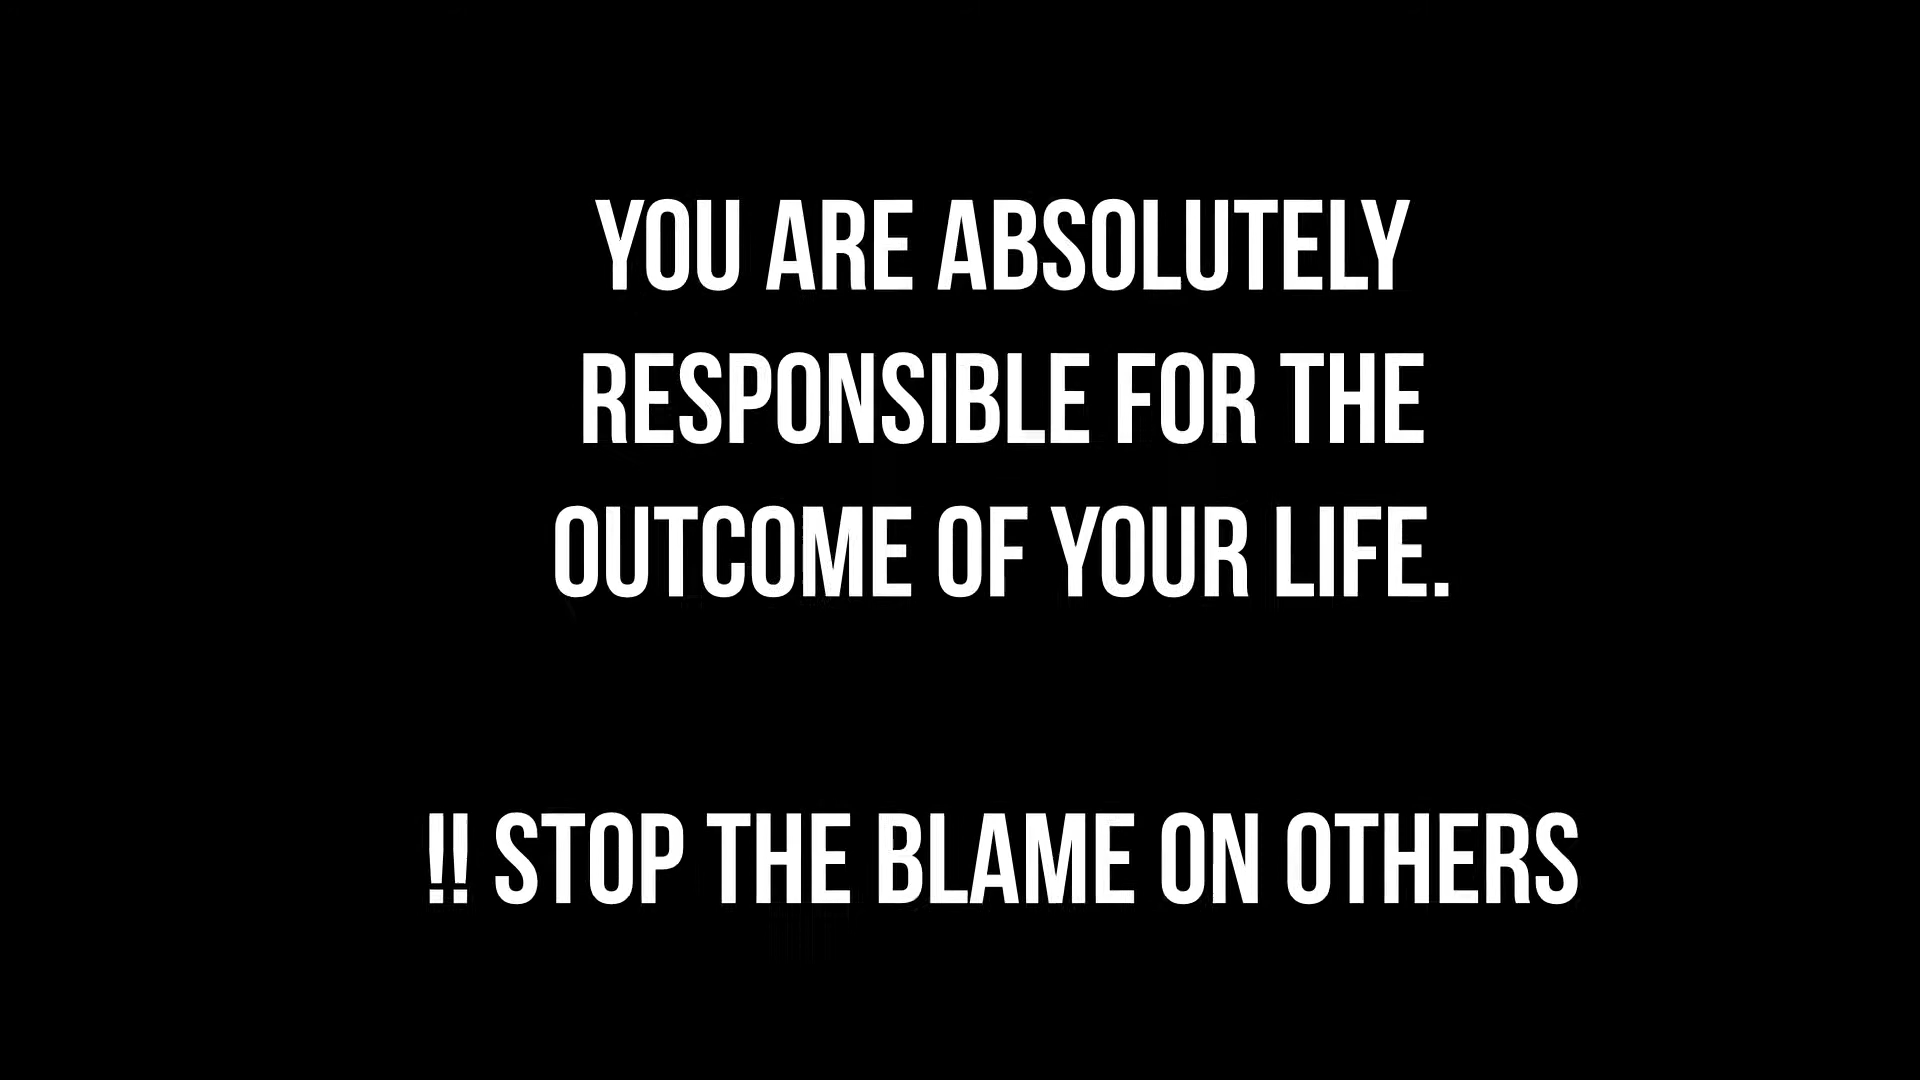 YOU ARE ABSOLUTELY
RESPONSIBLE FOR THE
OUTCOME OF YOUR LIFE.
!! STOP THE BLAME ON OTHERS